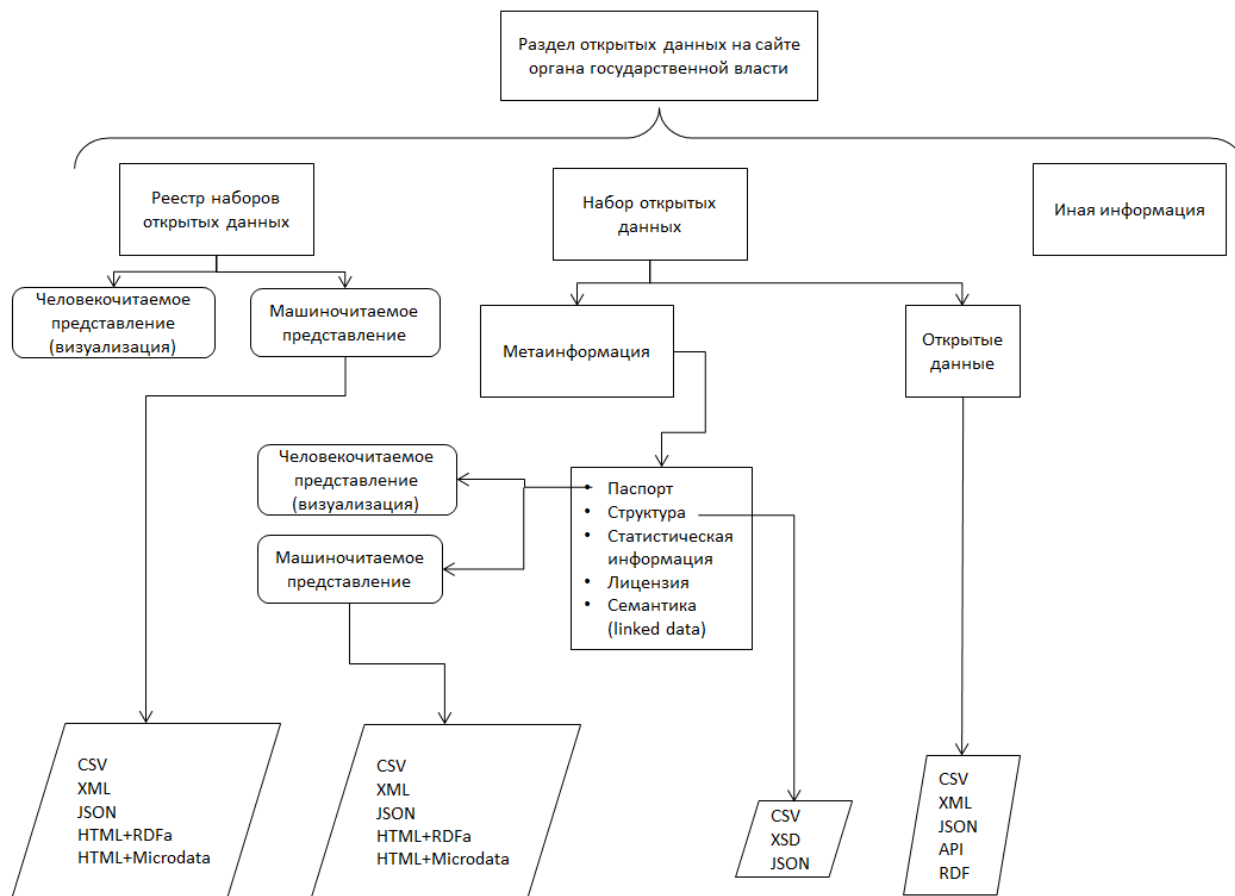 Раздел открытых данных на сайте
органа государственной власти
Реестр наборов
открытых данных
Набор открытых
данных
Иная информация
Человекочитаемое
представление
(визуализация)
Машиночитаемое
представление
Метаинформация
Открытые
данные
Человекочитаемое
представление
(визуализация)
Машиночитаемое
представление
• Паспорт
• Структура
• Статистическая
информация
• Лицензия
• Семантика
(linked data)
CSV
XML
JSON
HTML+RDFa
HTML+Microdata
CSV
XML
JSON
HTML+RDFa
HTML+Microdata
CSV
XSD
JSON
CSV
XML
JSON
API
RDF